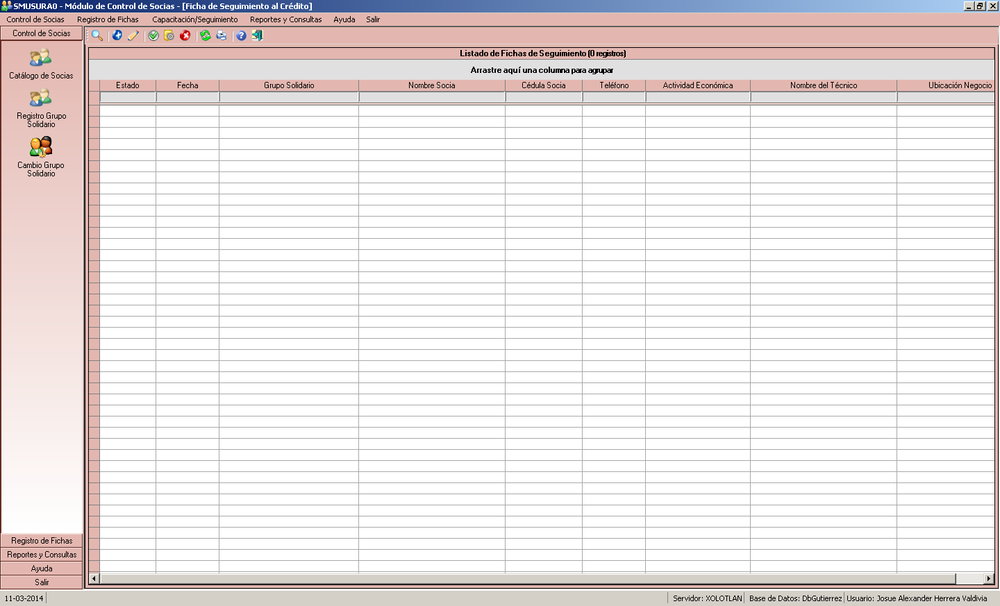 SMUSURA0 - Módulo de Control de Socias - [Ficha de Seguimiento al Crédito]
Control de Socias Registro de Fichas Capacitación/Seguimiento Reportes y Consultas Ayuda Salir
Control de Socias
Catálogo de Socias
Registro Grupo
Solidario
Cambio Grupo
Solidario
Listado de Fichas de Seguimiento (0 registros)
Arrastre aquí una columna para agrupar
Estado Fecha Grupo Solidario Nombre Socia Cédula Socia Teléfono Actividad Económica Nombre del Técnico Ubicación Negocio
Registro de Fichas
Reportes y Consultas
Ayuda
Salir
11-03-2014 Servidor: XOLOTLAN Base de Datos: DbGutierrez Usuario: Josue Alexander Herrera Valdivia